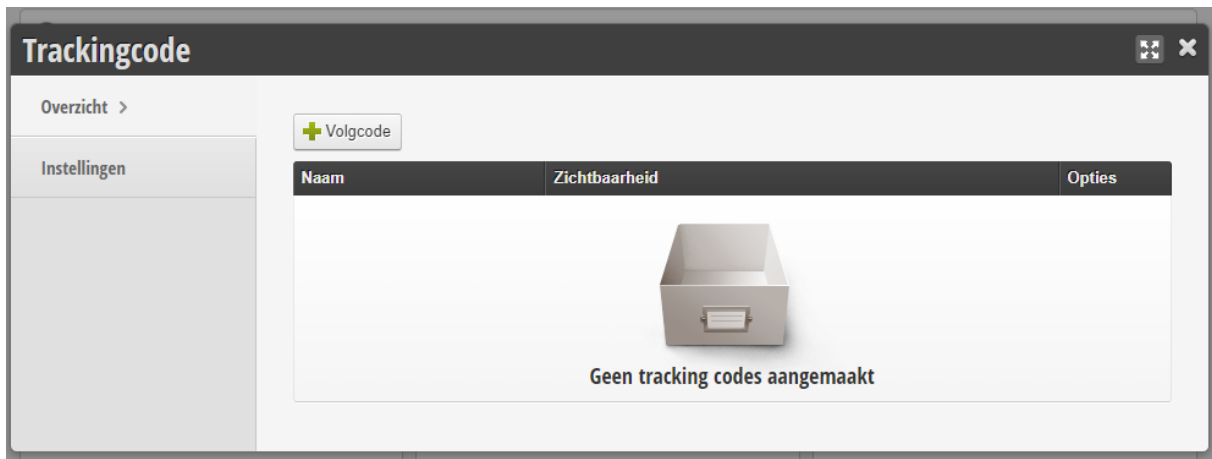 Trackingcode
Overzicht >
Volgcode
Instellingen
Naam Zichtbaarheid Opties
Geen tracking codes aangemaakt